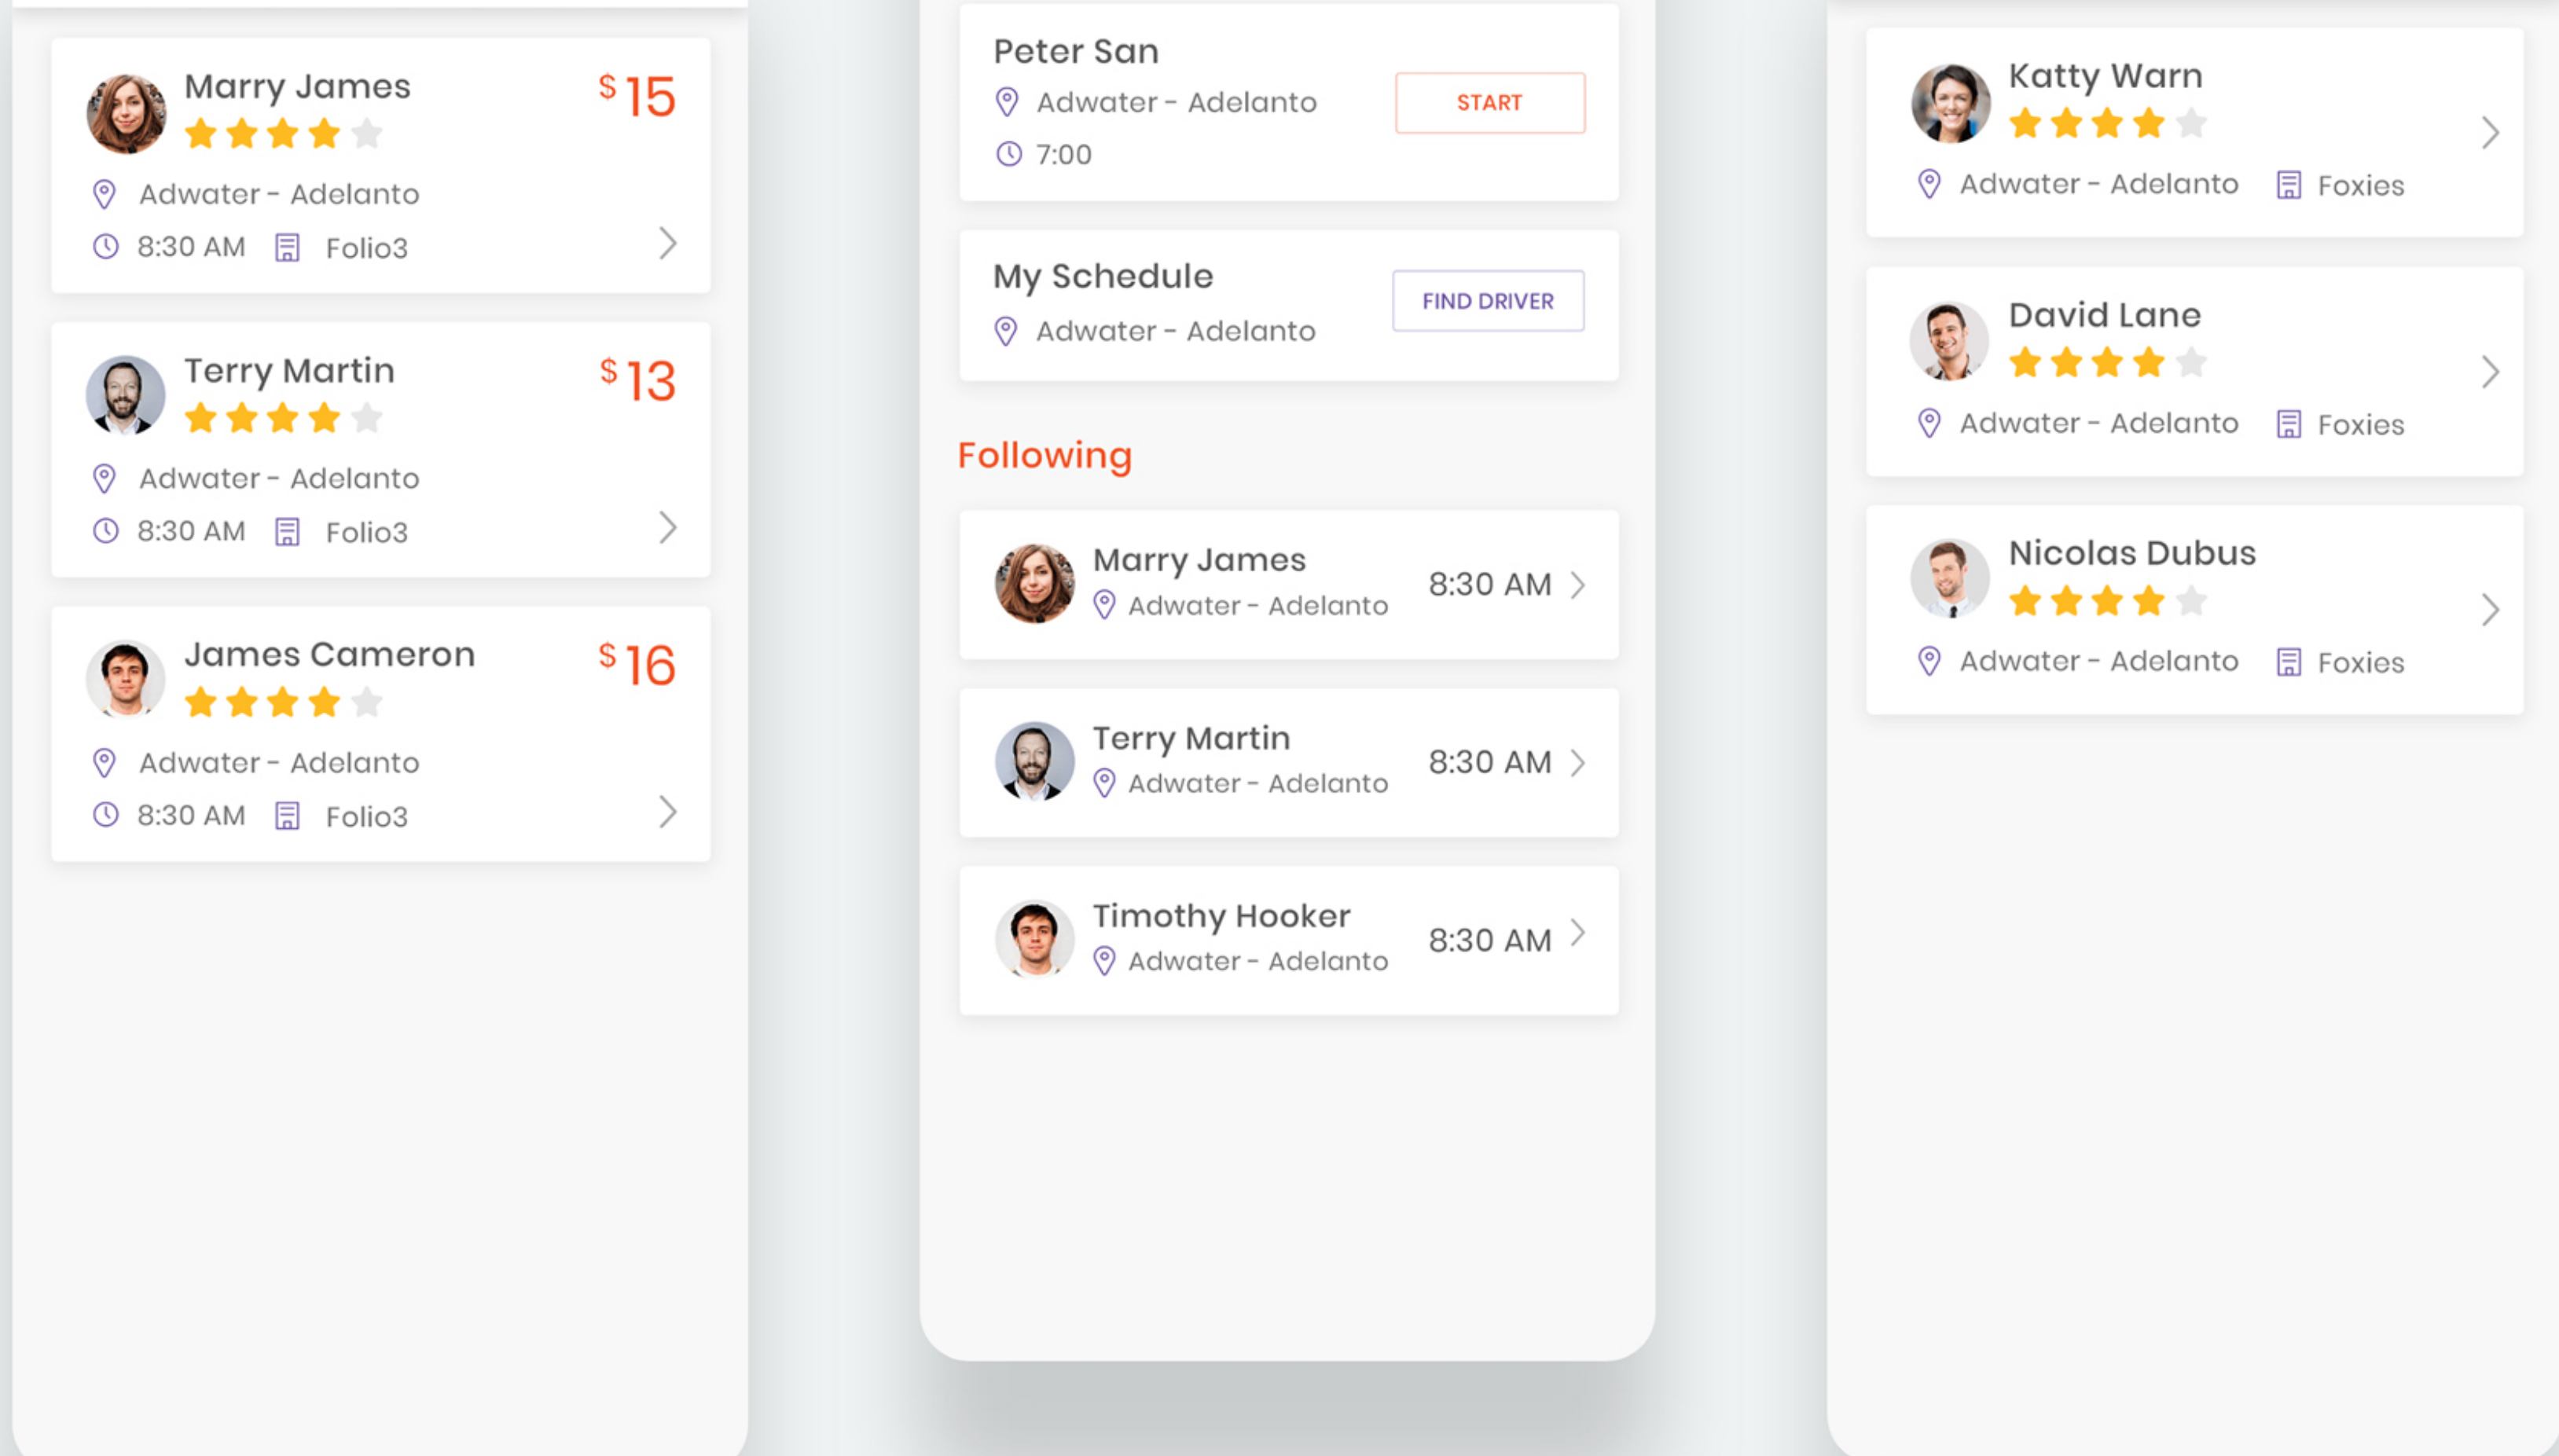 Marry James
$ 15
Adwater - Adelanto
8:30 AM Folio3
Terry Martin
$ 13
Adwater - Adelanto
8:30 AM Folio3
James Cameron
$ 16
Adwater - Adelanto
8:30 AM Folio3
Peter San
Adwater - Adelanto
START
7:00
My Schedule
FIND DRIVER
Adwater - Adelanto
Following
Marry James
Adwater - Adelanto
8:30 AM
Terry Martin
Adwater - Adelanto
8:30 AM
Timothy Hooker
Adwater - Adelanto
8:30 AM
Katty Warn
Adwater - Adelanto Foxies
David Lane
Adwater - Adelanto Foxies
Nicolas Dubus
Adwater - Adelanto Foxies